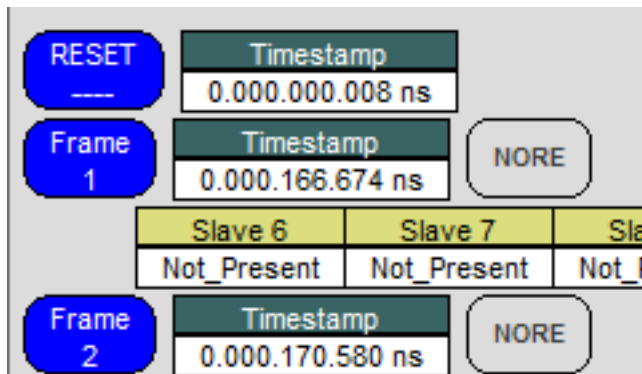 RESET Timestamp
---- 0.000.000.008 ns
Frame Timestamp NORE
1 0.000.166.674 ns
Slave 6 Slave 7
Not_Present Not_Present
Frame Timestamp NORE
2 0.000.170.580 ns